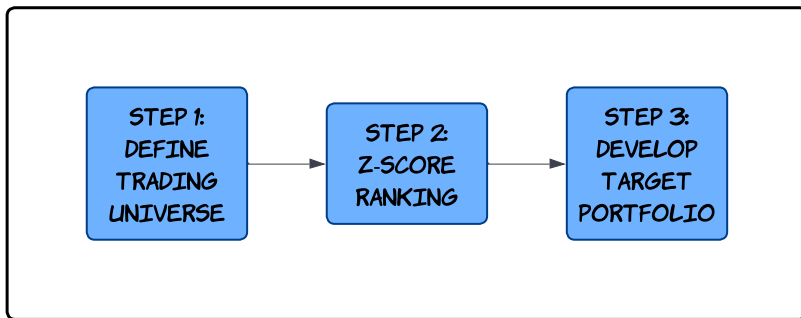 STEP 1:
DEFINE
TRADING
UNIVERSE
STEP 2:
Z-SCORE
RANKING
STEP 3:
DEVELOP
TARGET
PORTFOLIO